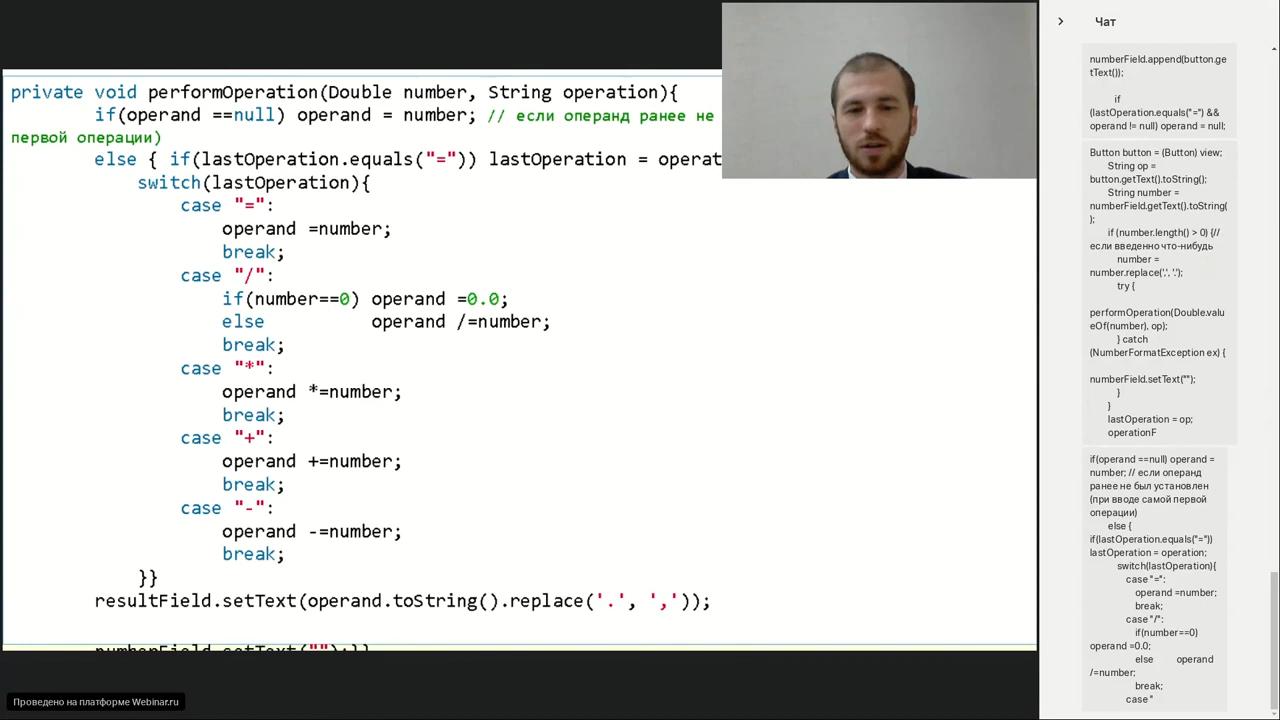 private void performOperation(Double number, String operation){
if(operand ==null) operand = number; // если операнд ранее не
первой операции)
else { if(lastOperation.equals("=")) lastOperation = operat
switch(lastOperation){
case "=":
operand =number;
break;
case "/":
if(number==0) operand =0.0;
else operand /=number;
break;
case "*":
operand *=number;
break;
case "+":
operand +=number;
break;
case "-":
operand -=number;
break;
}}
resultField.setText(operand.toString().replace('.', ','));
numberField.setText("");}}
Проведено на платформе Webinar.ru
Чат
numberField.append(button.ge
tText());
if
(lastOperation.equals("=") &&
operand != null) operand = null;
Button button = (Button) view;
String op =
button.getText().toString();
String number =
numberField.getText().toString(
);
if (number.length() > 0) {//
если введенно что-нибудь
number =
number.replace(',', '.');
try {
performOperation(Double.valu
eOf(number), op);
} catch
(NumberFormatException ex) {
numberField.setText("");
}
}
lastOperation = op;
operationF
if(operand ==null) operand =
number; // если операнд
ранее не был установлен
(при вводе самой первой
операции)
else {
if(lastOperation.equals("="))
lastOperation = operation;
switch(lastOperation){
case "=":
operand =number;
break;
case "/":
if(number==0)
operand =0.0;
else operand
/=number;
break;
case "